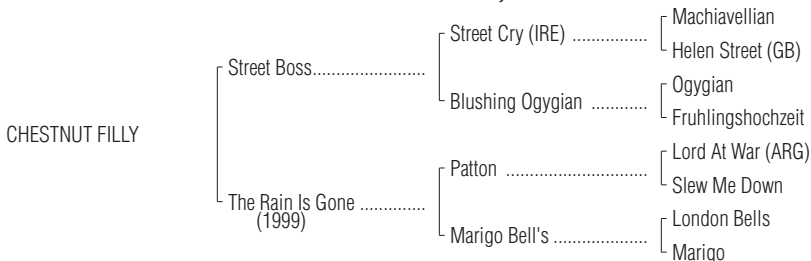 Machiavellian
Street Cry (IRE) ................
Helen Street (GB)
Street Boss.......................
Ogygian
Blushing Ogygian ............
Fruhlingshochzeit
CHESTNUT FILLY
Lord At War (ARG)
Patton ...........................
Slew Me Down
The Rain Is Gone .............
(1999)
London Bells
Marigo Bell's ...................
Marigo